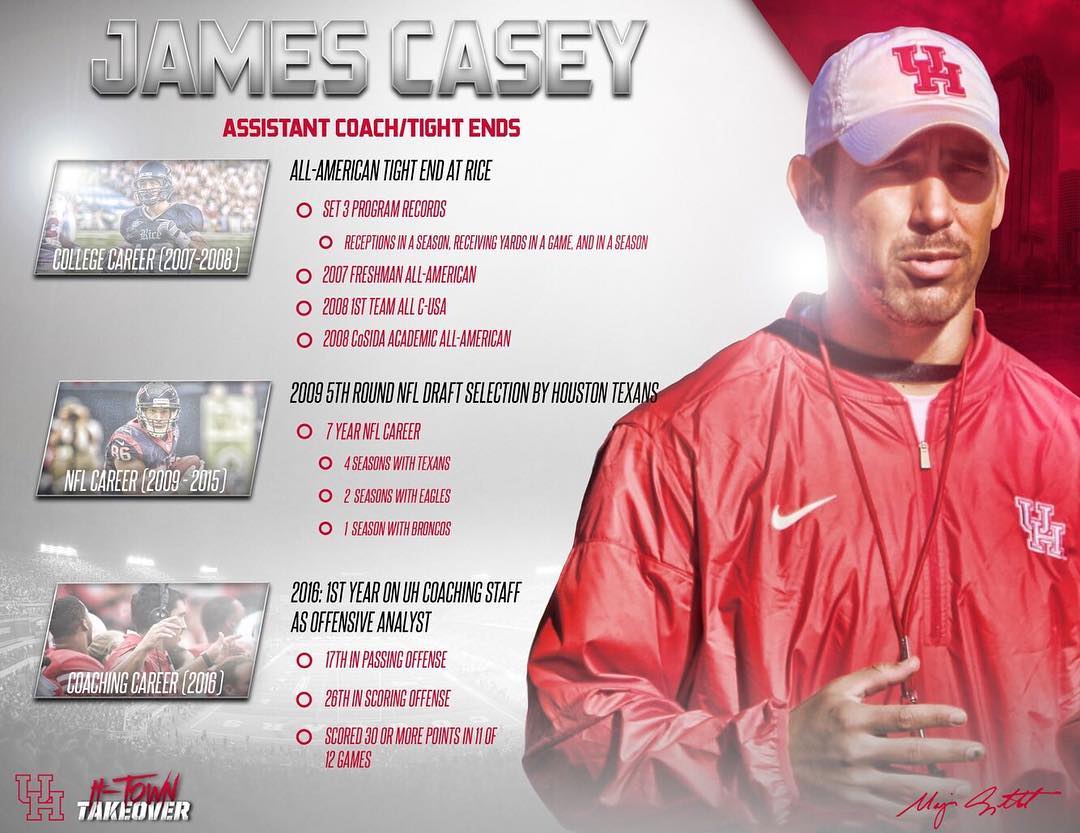 JAMES CASEY
ASSISTANT COACH/TIGHT ENDS
COLLEGE CAREER (2007-2008)
Rice
ALL-AMERICAN TIGHT END AT RICE
SET 3 PROGRAM RECORDS
RECEPTIONS IN A SEASON, RECEIVING YARDS IN A GAME, AND IN A SEASON
2007 FRESHMAN ALL-AMERICAN
2008 1ST TEAM ALL C-USA
2008 CoSIDA ACADEMIC ALL-AMERICAN
NFL CAREER (2009 - 2015)
86
2009 5TH ROUND NFL DRAFT SELECTION BY HOUSTON TEXANS
7 YEAR NFL CAREER
4 SEASONS WITH TEXANS
2 SEASONS WITH EAGLES
1 SEASON WITH BRONCOS
COACHING CAREER (2016)
2016: 1ST YEAR ON UH COACHING STAFF
AS OFFENSIVE ANALYST
17TH IN PASSING OFFENSE
26TH IN SCORING OFFENSE
SCORED 30 OR MORE POINTS IN 11 OF
12 GAMES
UH
UH
UH
H-TOWN
TAKEOVER